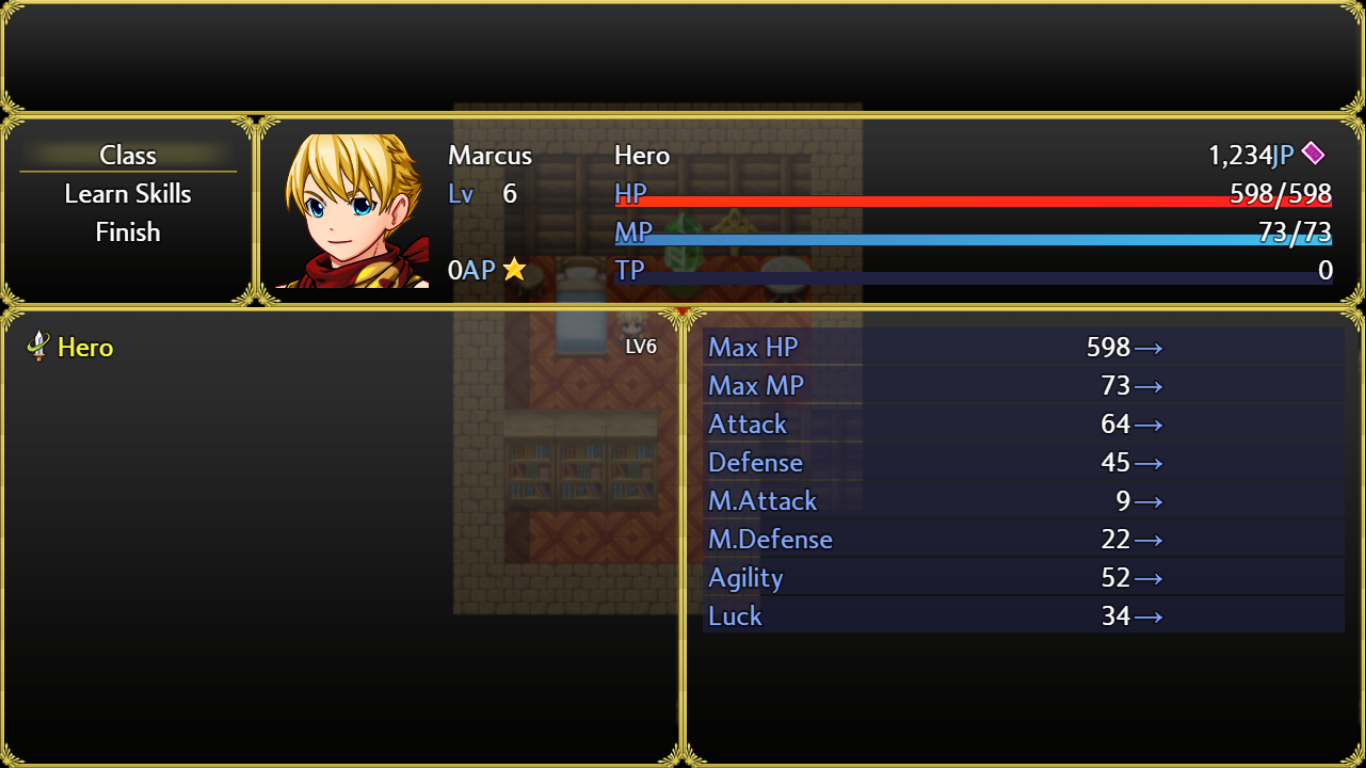 Class
Learn Skills
Finish
Marcus Hero 1,234JP
Lv 6 HP 598/598
MP 73/73
0AP TP 0
Hero LV6
Max HP 598→
Max MP 73→
Attack 64→
Defense 45→
M.Attack 9→
M.Defense 22→
Agility 52→
Luck 34→